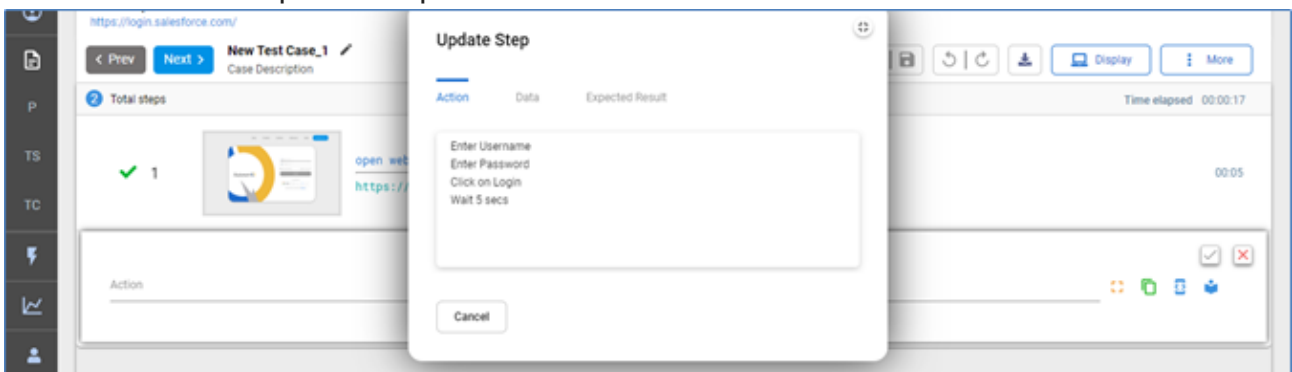 https://login.salesforce.com/
< Prev
Next >
New Test Case_1
Case Description
Display
More
2 Total steps
Time elapsed 00:00:17
P
TS
TC
1
open web
https://
00:05
Action
Update Step
Action Data Expected Result
Enter Username
Enter Password
Click on Login
Wait 5 secs
Cancel